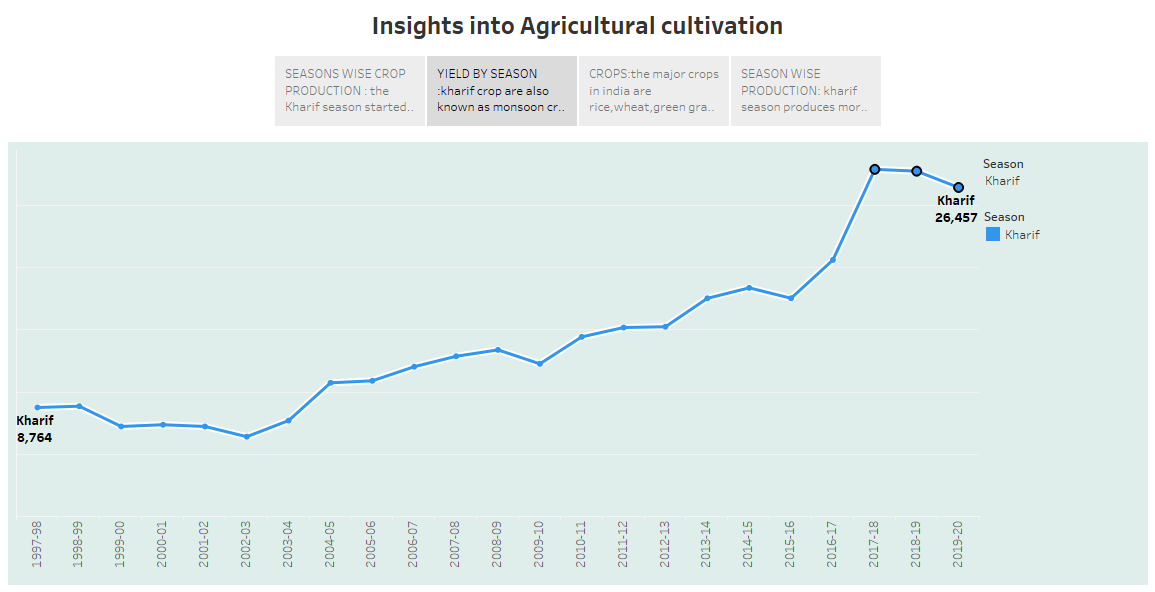 Insights into Agricultural cultivation
SEASONS WISE CROP
PRODUCTION : the
Kharif season started..
YIELD BY SEASON
:kharif crop are also
known as monsoon cr..
CROPS:the major crops
in india are
rice,wheat,green gra..
SEASON WISE
PRODUCTION: kharif
season produces mor..
Season
Kharif
Kharif
26,457
Season
Kharif
Kharif
8,764
1997-98
1998-99
1999-00
2000-01
2001-02
2002-03
2003-04
2004-05
2005-06
2006-07
2007-08
2008-09
2009-10
2010-11
2011-12
2012-13
2013-14
2014-15
2015-16
2016-17
2017-18
2018-19
2019-20